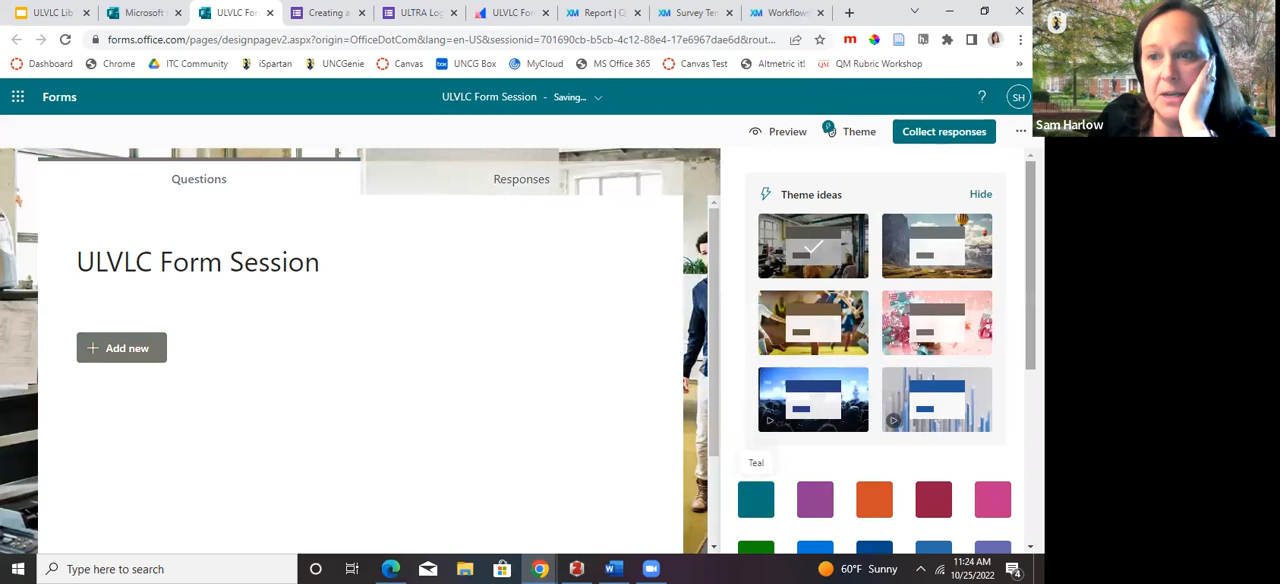 ULVLC Lib
Microsoft
ULVLC For
Creating a
ULTRA Log
ULVLC For
Report | Q
Survey Ter
Workflow
forms.office.com/pages/designpagev2.aspx?origin=OfficeDotCom&lang=en-US&sessionid=701690cb-b5cb-4c12-88e4-17e6967dae6d&rout...
Dashboard
Chrome
ITC Community
iSpartan
UNCGenie
Canvas
UNCG Box
MyCloud
MS Office 365
Canvas Test
Altmetric it!
QM Rubric Workshop
Sam Harlow
Forms
ULVLC Form Session - Saving...
SH
Preview
Theme
Collect responses
Questions
Responses
ULVLC Form Session
Add new
Theme ideas
Hide
Teal
Type here to search
60°F Sunny
11:24 AM
10/25/2022
4